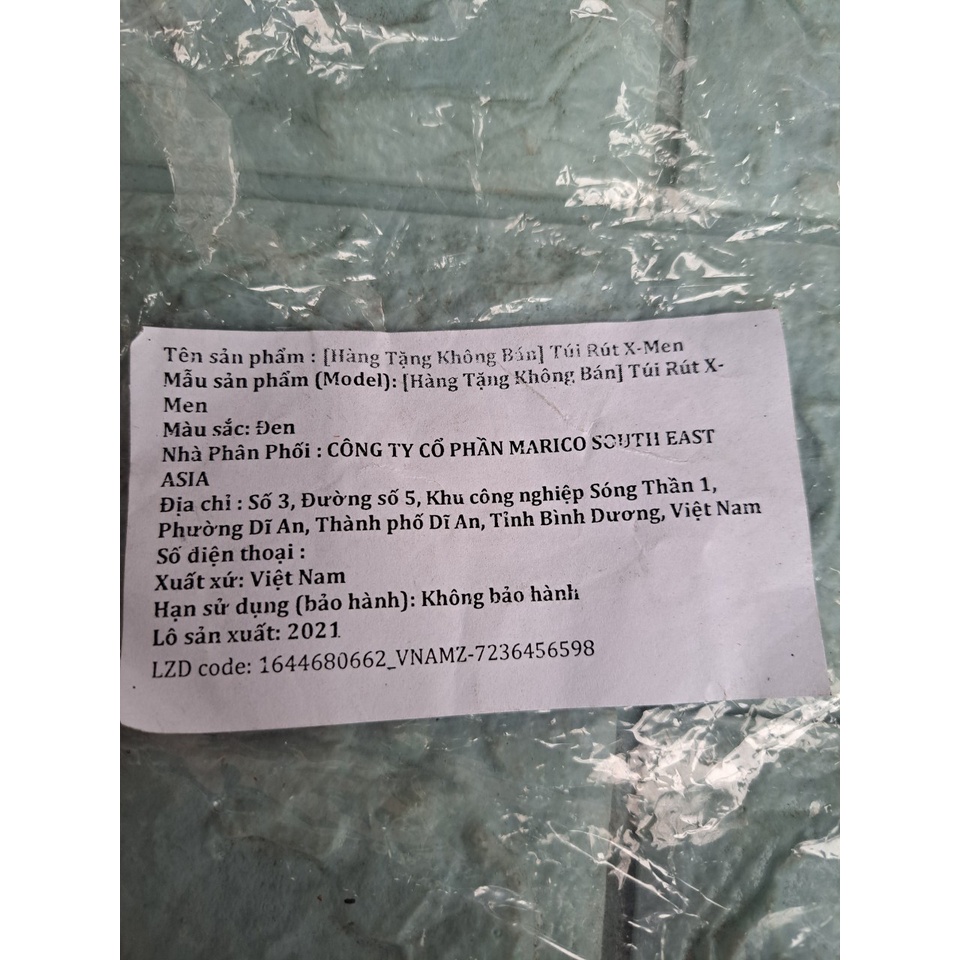 Tên sản phẩm : [Hàng Tặng Không Bán] Túi Rút X-Men
Mẫu sản phẩm (Model): [Hàng Tặng Không Bán] Túi Rút X-
Men
Màu sắc: Đen
Nhà Phân Phối : CÔNG TY CỔ PHẦN MARICO SOUTH EAST
ASIA
Địa chỉ : Số 3, Đường số 5, Khu công nghiệp Sóng Thần 1,
Phường Dĩ An, Thành phố Dĩ An, Tỉnh Bình Dương, Việt Nam
Số điện thoại :
Xuất xứ: Việt Nam
Hạn sử dụng (bảo hành): Không bảo hành
Lô sản xuất: 2021
LZD code: 1644680662_VNAMZ-7236456598